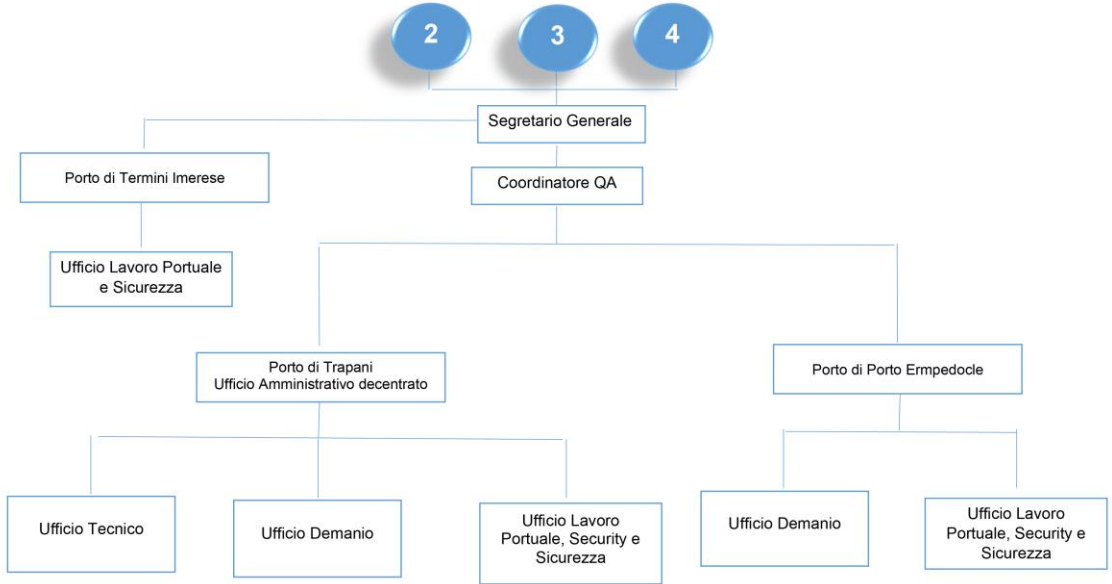 2
3
4
Segretario Generale
Porto di Termini Imerese
Coordinatore QA
Ufficio Lavoro Portuale
e Sicurezza
Porto di Trapani
Ufficio Amministrativo decentrato
Porto di Porto Ermpedocle
Ufficio Tecnico
Ufficio Demanio
Ufficio Lavoro
Portuale, Security e
Sicurezza
Ufficio Demanio
Ufficio Lavoro
Portuale, Security e
Sicurezza